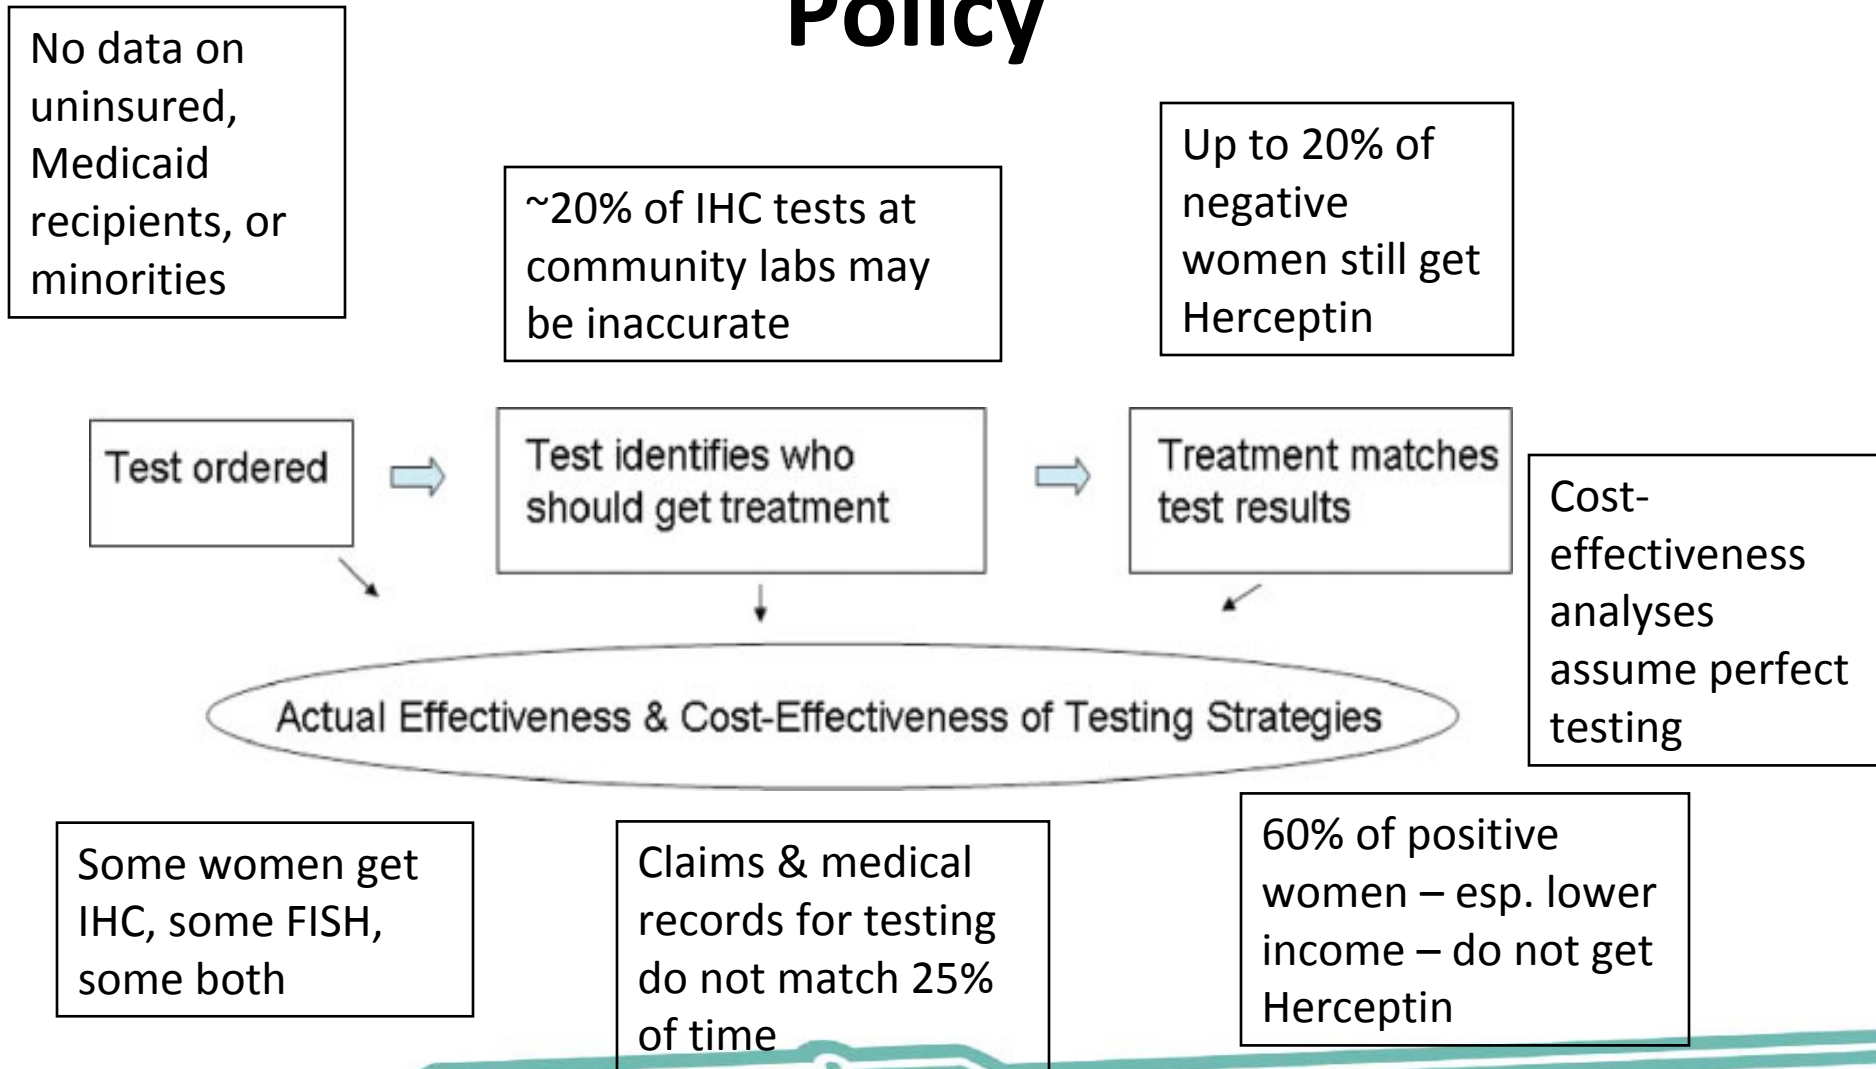 Policy
No data on
uninsured,
Medicaid
recipients, or
minorities
~20% of IHC tests at
community labs may
be inaccurate
Up to 20% of
negative
women still get
Herceptin
Test ordered
Test identifies who
should get treatment
Treatment matches
test results
Cost-
effectiveness
analyses
assume perfect
testing
Actual Effectiveness & Cost-Effectiveness of Testing Strategies
Some women get
IHC, some FISH,
some both
Claims & medical
records for testing
do not match 25%
of time
60% of positive
women – esp. lower
income – do not get
Herceptin